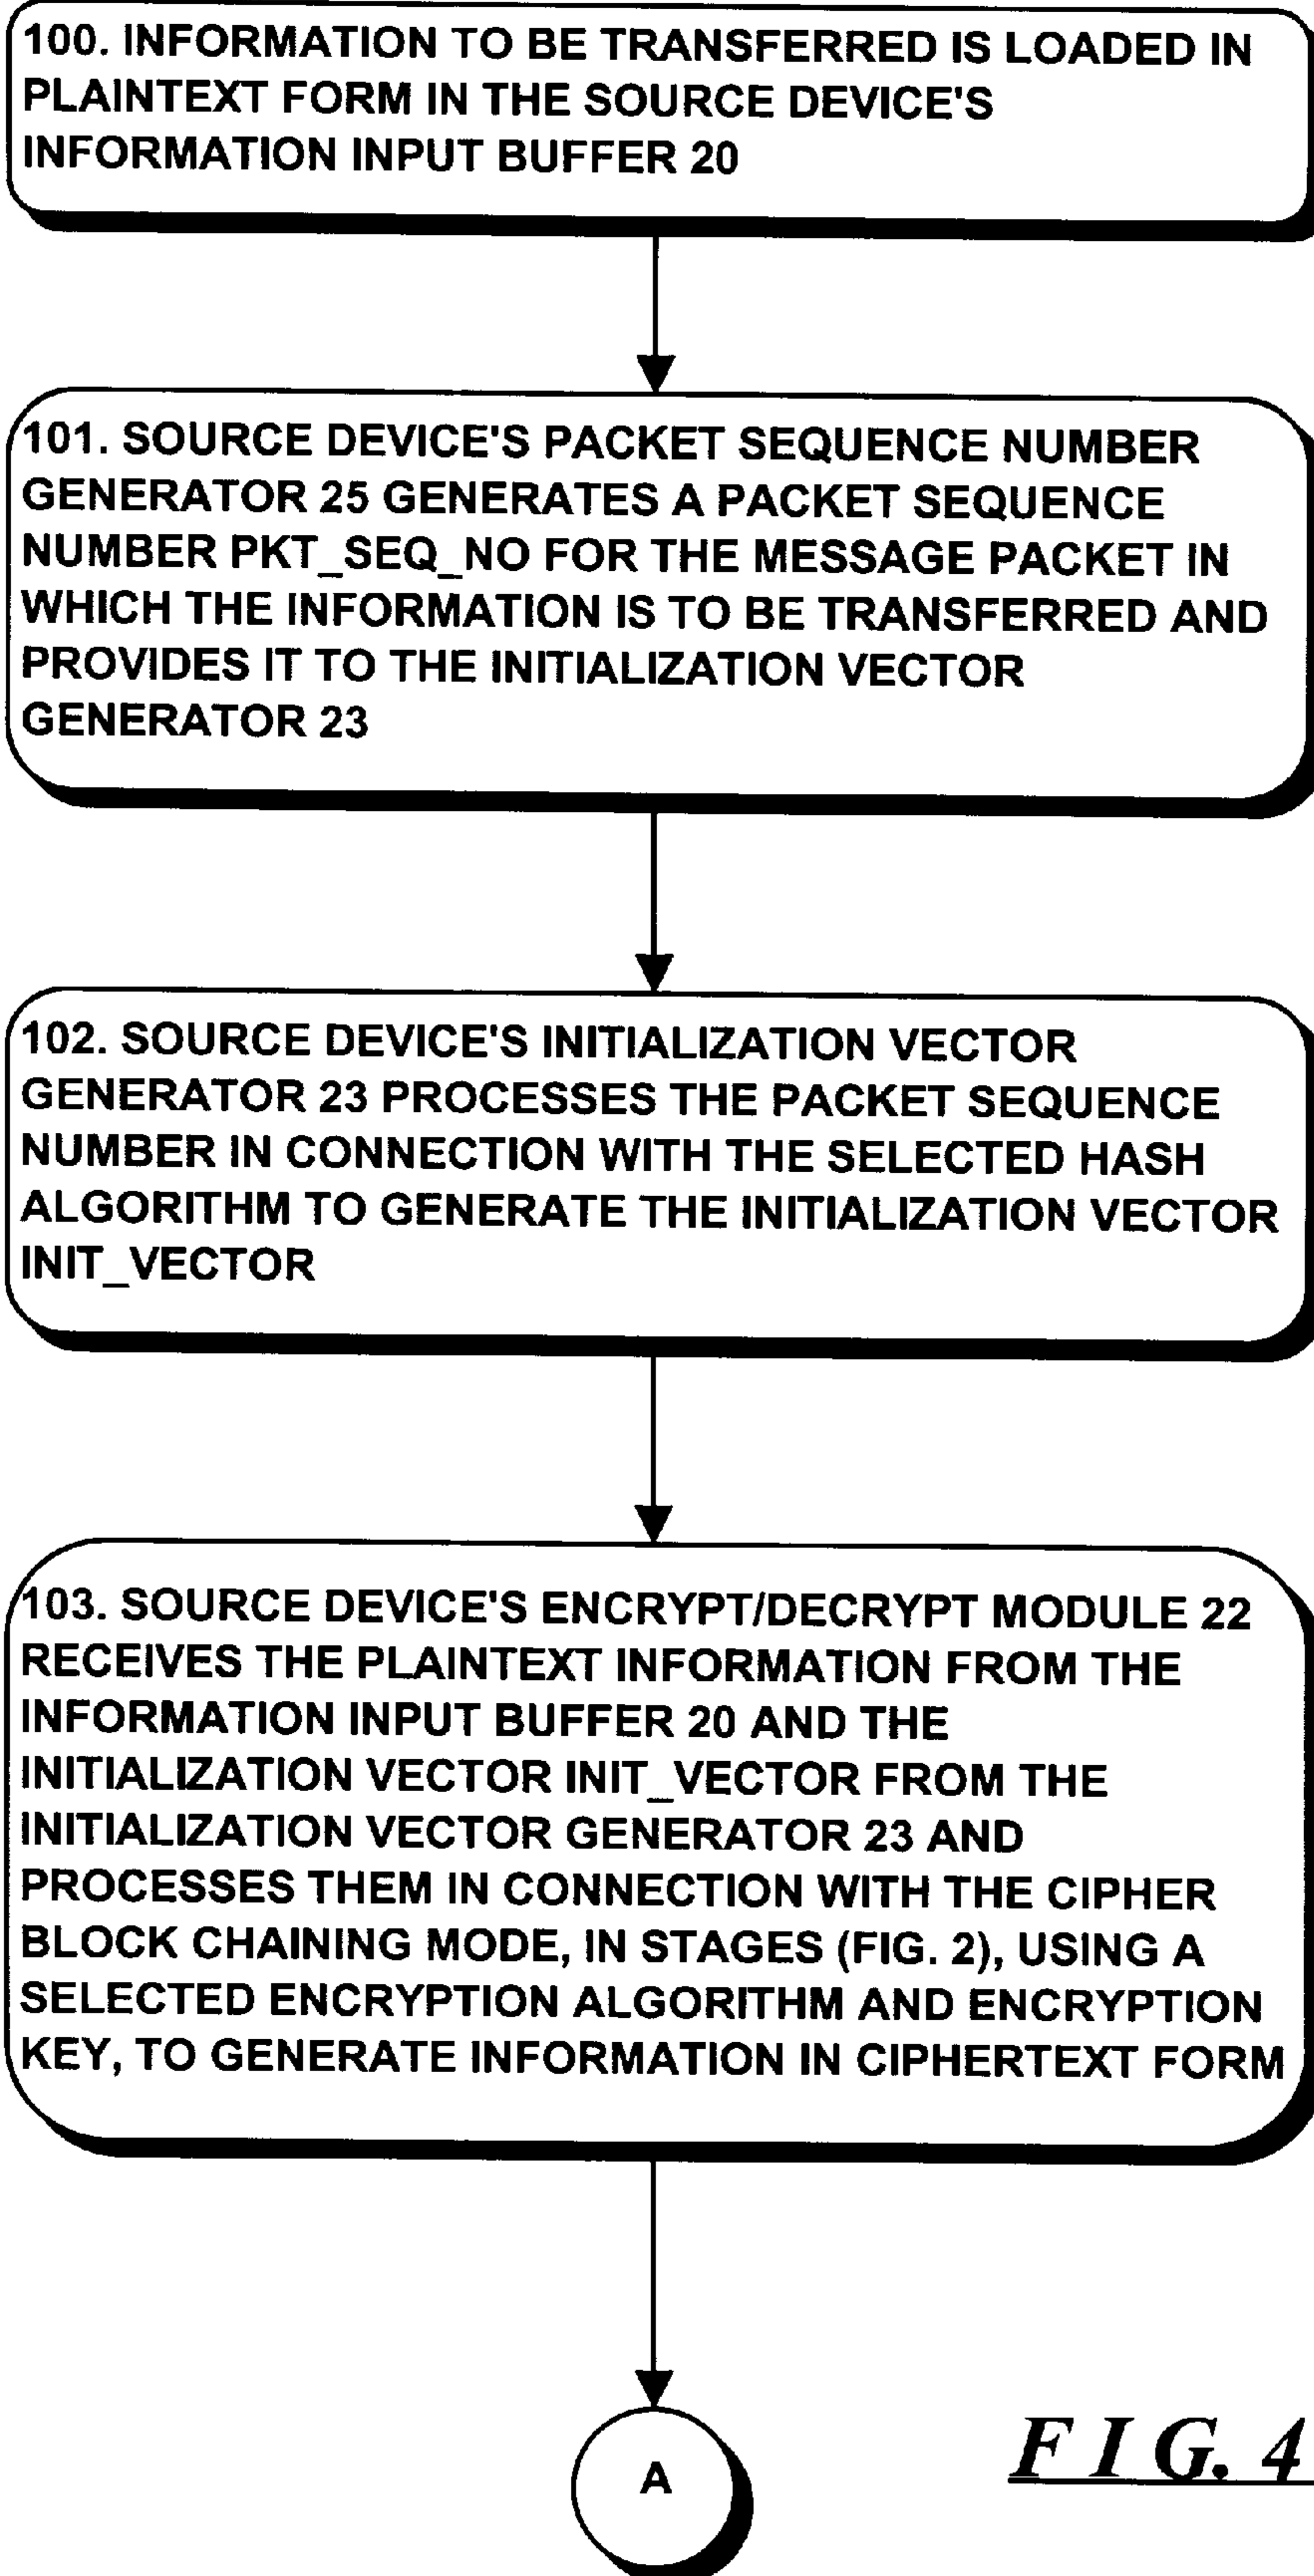 100. INFORMATION TO BE TRANSFERRED IS LOADED IN
PLAINTEXT FORM IN THE SOURCE DEVICE'S
INFORMATION INPUT BUFFER 20
101. SOURCE DEVICE'S PACKET SEQUENCE NUMBER
GENERATOR 25 GENERATES A PACKET SEQUENCE
NUMBER PKT_SEQ_NO FOR THE MESSAGE PACKET IN
WHICH THE INFORMATION IS TO BE TRANSFERRED AND
PROVIDES IT TO THE INITIALIZATION VECTOR
GENERATOR 23
102. SOURCE DEVICE'S INITIALIZATION VECTOR
GENERATOR 23 PROCESSES THE PACKET SEQUENCE
NUMBER IN CONNECTION WITH THE SELECTED HASH
ALGORITHM TO GENERATE THE INITIALIZATION VECTOR
INIT_VECTOR
103. SOURCE DEVICE'S ENCRYPT/DECRYPT MODULE 22
RECEIVES THE PLAINTEXT INFORMATION FROM THE
INFORMATION INPUT BUFFER 20 AND THE
INITIALIZATION VECTOR INIT_VECTOR FROM THE
INITIALIZATION VECTOR GENERATOR 23 AND
PROCESSES THEM IN CONNECTION WITH THE CIPHER
BLOCK CHAINING MODE, IN STAGES (FIG. 2), USING A
SELECTED ENCRYPTION ALGORITHM AND ENCRYPTION
KEY, TO GENERATE INFORMATION IN CIPHERTEXT FORM
A
FIG. 4